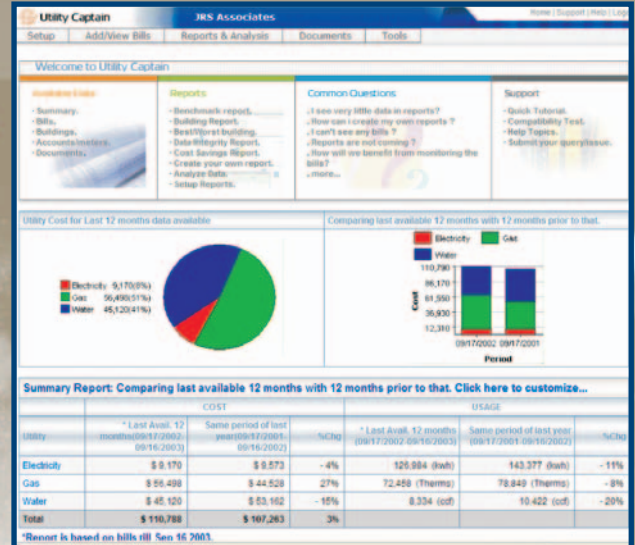 Utility Captain
JRS Associates
Home | Support | Help | Logo
Setup Add/View Bills Reports & Analysis Documents Tools
Welcome to Utility Captain
Available Links
- Summary.
- Bills.
- Buildings.
- Accounts/meters.
- Documents.
Reports
- Benchmark report.
- Building Report.
- Best/Worst building.
- Data Integrity Report.
- Cost Savings Report.
- Create your own report.
- Analyze Data.
- Setup Reports.
Common Questions
. I see very little data in reports?
. How can i create my own reports ?
. I can't see any bills ?
. Reports are not coming ?
. How will we benefit from monitoring the
bills?
. more...
Support
- Quick Tutorial.
- Compatibility Test.
- Help Topics.
- Submit your query/issue.
Utility Cost for Last 12 months data available
Electricity 9,170(8%)
Gas 56,498(51%)
Water 45,120(41%)
Comparing last available 12 months with 12 months prior to that.
Electricity Gas
Water
110,790
86,170
61,550
36,930
12,310
Cost
09/17/2002 09/17/2001
Period
Summary Report: Comparing last available 12 months with 12 months prior to that. Click here to customize...
COST USAGE
Utility
* Last Avail. 12
months(09/17/2002-
09/16/2003)
Same period of last
year(09/17/2001-
09/16/2002)
%Chg
* Last Avail. 12 months
(09/17/2002-09/16/2003)
Same period of last year
(09/17/2001-09/16/2002)
%Chg
Electricity $ 9,170 $ 9,573 - 4% 126,984 (kwh) 143,377 (kwh) - 11%
Gas $ 56,498 $ 44,528 27% 72,458 (Therms) 78,849 (Therms) - 8%
Water $ 45,120 $ 53,162 - 15% 8,334 (ccf) 10,422 (ccf) - 20%
Total $ 110,788 $ 107,263 3%
*Report is based on bills till Sep 16 2003.